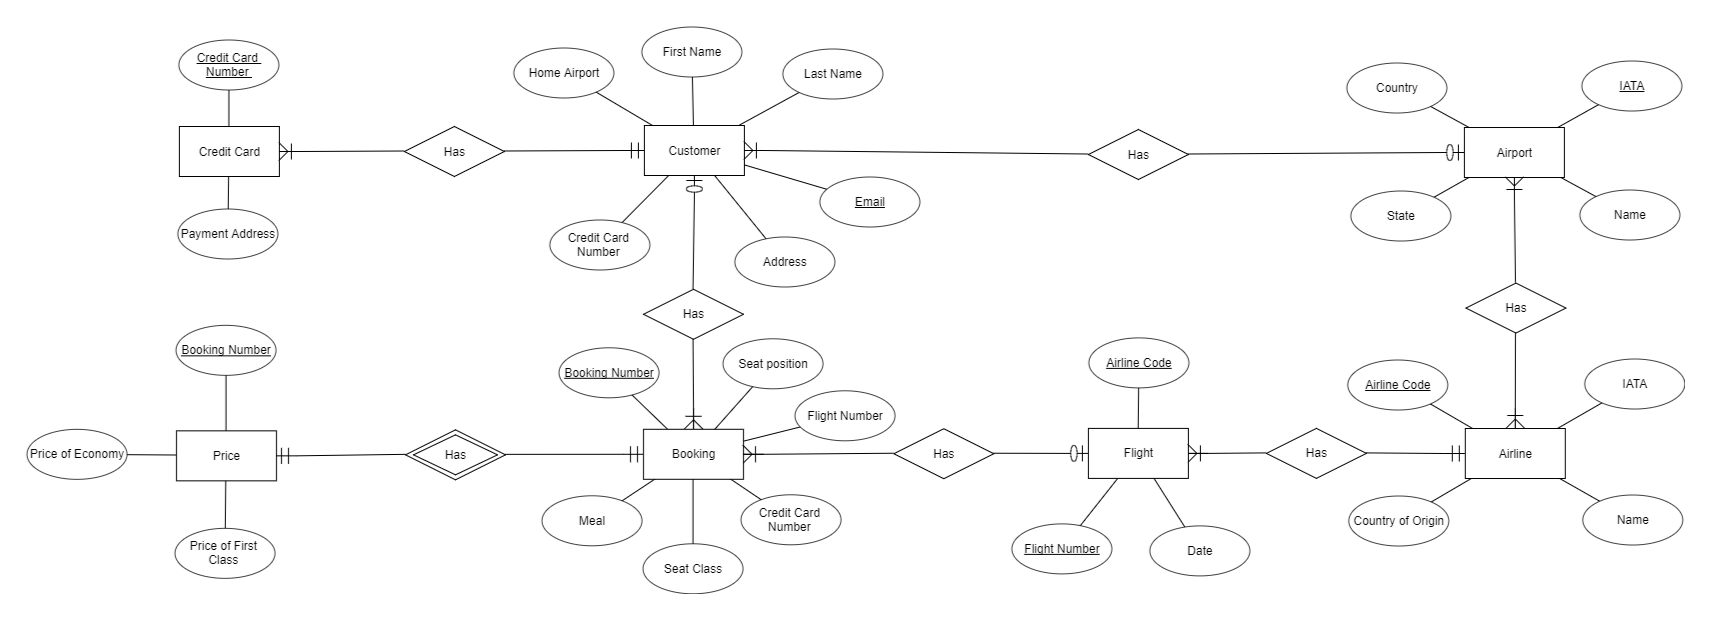 Credit Card
Number
Home Airport
First Name
Last Name
Country
IATA
Credit Card
Has
Customer
Has
Airport
Payment Address
Credit Card
Number
Address
Email
State
Name
Has
Has
Booking Number
Booking Number
Seat position
Flight Number
Airline Code
Airline Code
IATA
Price of Economy
Price
Has
Booking
Has
Flight
Has
Airline
Price of First
Class
Meal
Seat Class
Credit Card
Number
Flight Number
Date
Country of Origin
Name